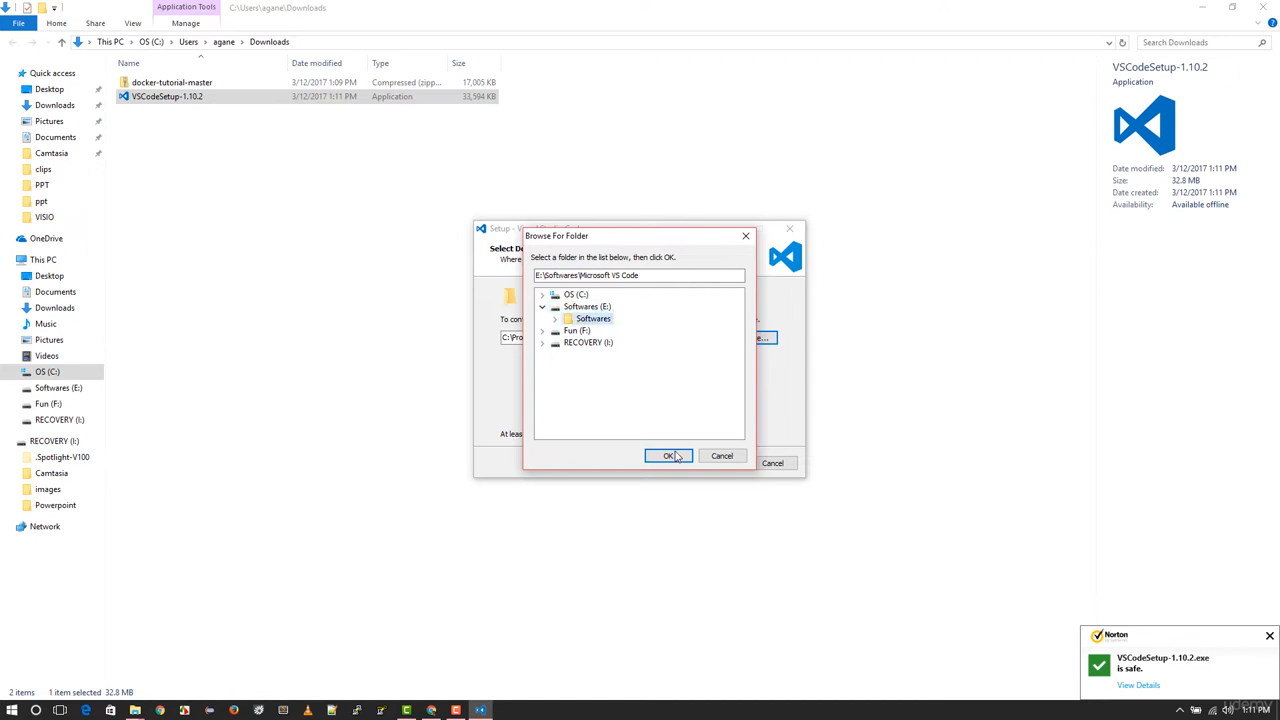 Application Tools
C:\Users\agane\Downloads
File Home Share View Manage
This PC OS (C:) Users agane Downloads
Search Downloads
Name Date modified Type Size
docker-tutorial-master 3/12/2017 1:09 PM Compressed (zipp... 17,005 KB
VSCodeSetup-1.10.2 3/12/2017 1:11 PM Application 33,594 KB
Quick access
Desktop
Downloads
Pictures
Documents
Camtasia
clips
PPT
ppt
VISIO
OneDrive
This PC
Desktop
Documents
Downloads
Music
Pictures
Videos
OS (C:)
Softwares (E:)
Fun (F:)
RECOVERY (I:)
RECOVERY (I:)
.Spotlight-V100
Camtasia
images
Powerpoint
Network
VSCodeSetup-1.10.2
Application
Date modified: 3/12/2017 1:11 PM
Size: 32.8 MB
Date created: 3/12/2017 1:11 PM
Availability: Available offline
Setup -
Select De
Where
To con
C:\Pro
e...
At leas
Cancel
Browse For Folder
Select a folder in the list below, then click OK.
E:\Softwares\Microsoft VS Code
OS (C:)
Softwares (E:)
Softwares
Fun (F:)
RECOVERY (I:)
OK Cancel
Norton
VSCodeSetup-1.10.2.exe
is safe.
View Details
2 items 1 item selected 32.8 MB
udemy
1:11 PM